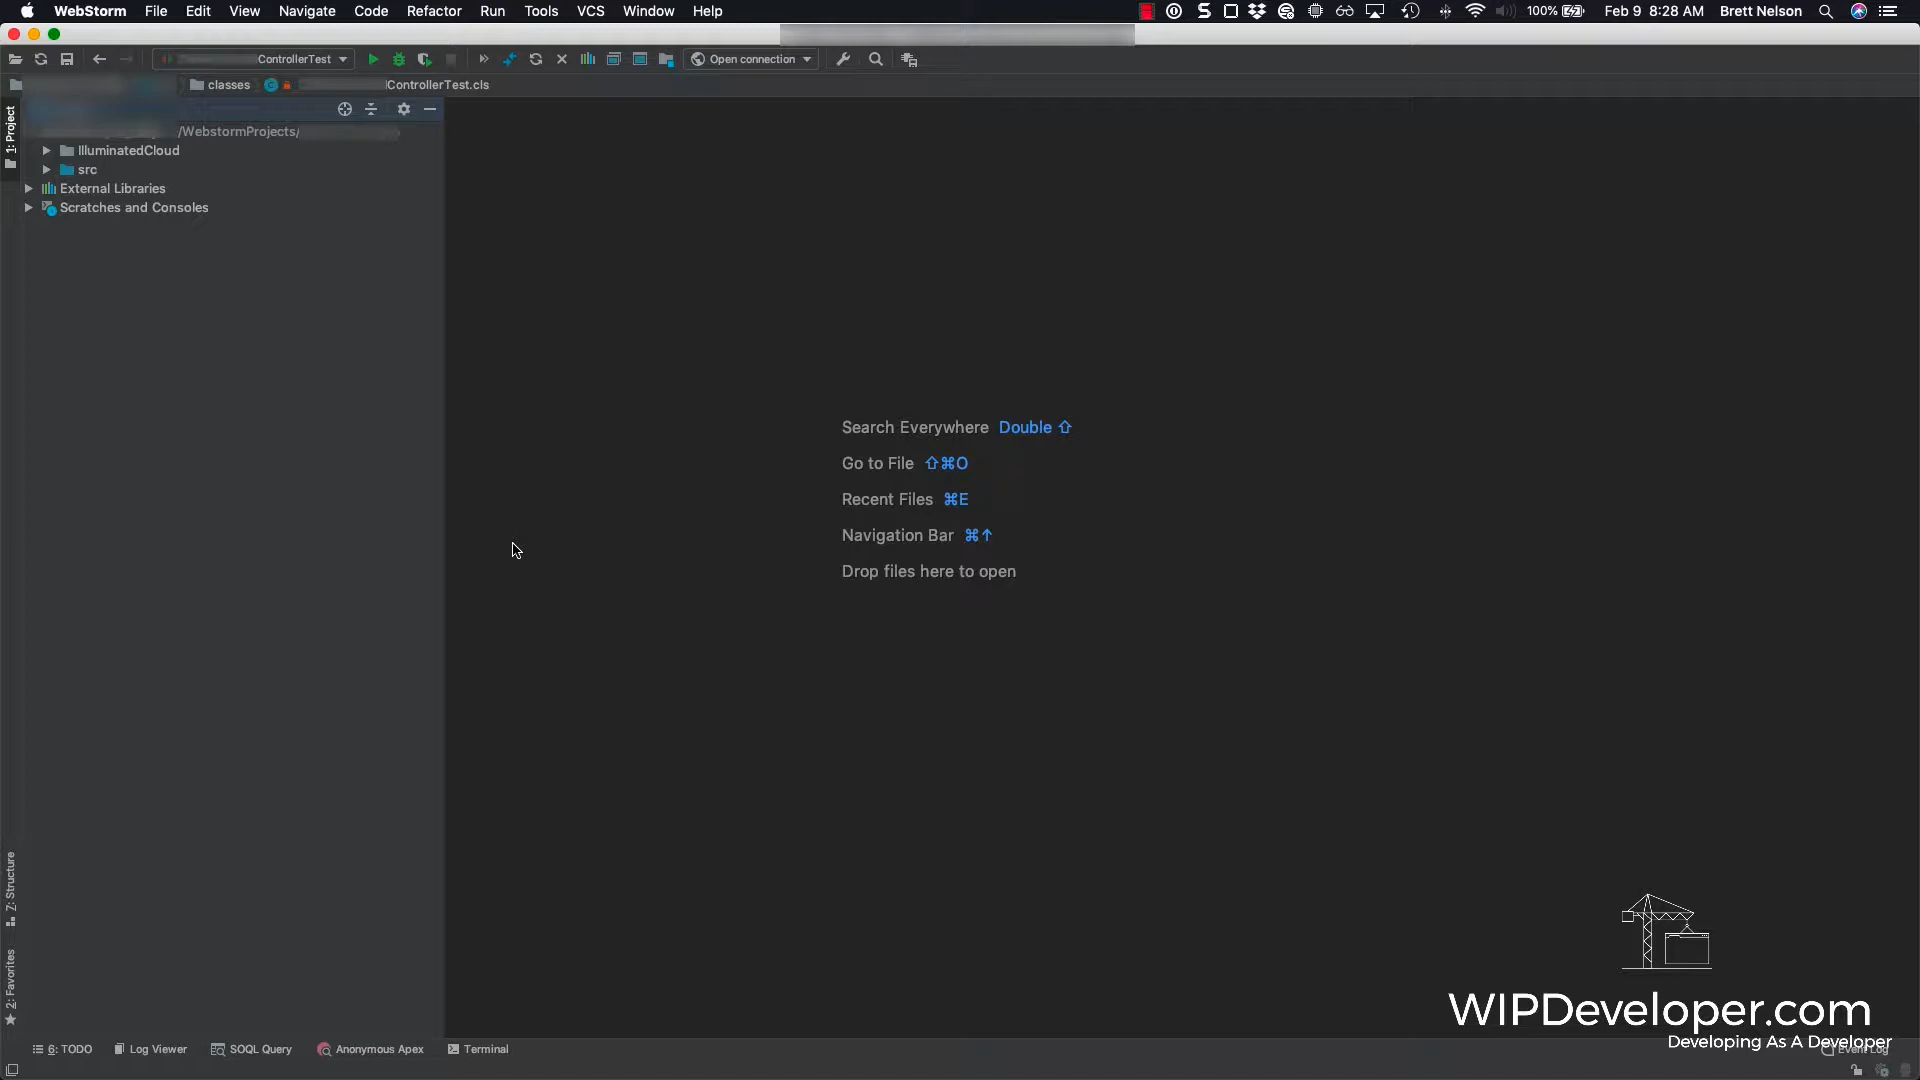 WebStorm File Edit View Navigate Code Refactor Run Tools VCS Window Help 100% Feb 9 8:28 AM Brett Nelson
ControllerTest Open connection
classes ControllerTest.cls
1: Project
/WebstormProjects/
IlluminatedCloud
src
External Libraries
Scratches and Consoles
Search Everywhere Double ⇧
Go to File ⇧⌘O
Recent Files ⌘E
Navigation Bar ⌘↑
Drop files here to open
Z: Structure
2: Favorites
WIPDeveloper.com
Developing As A Developer
6: TODO Log Viewer SOQL Query Anonymous Apex Terminal Event Log